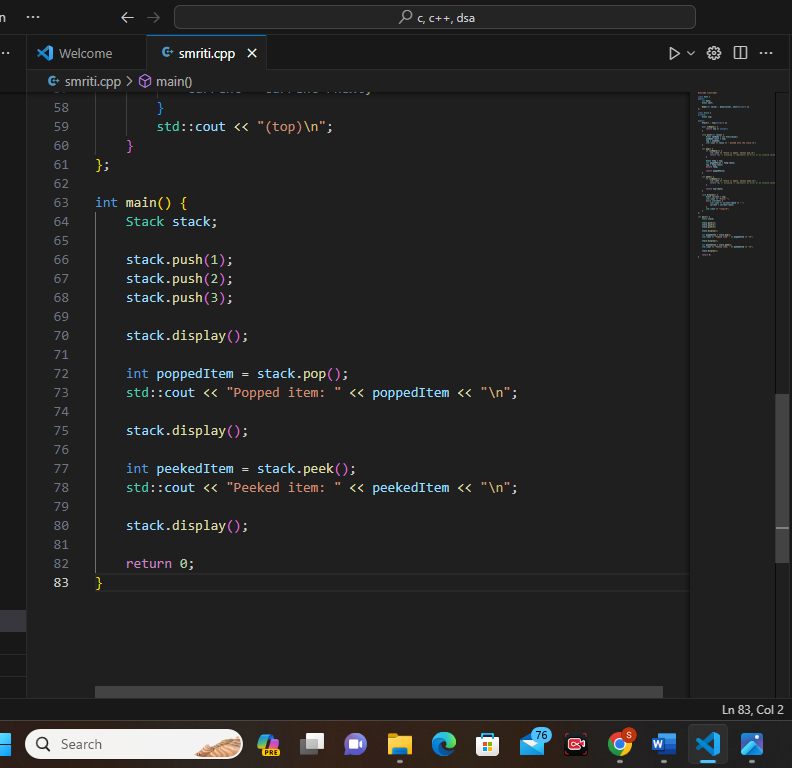 n ··· c, c++, dsa
Welcome smriti.cpp
smriti.cpp > main()
58 }
59 std::cout << "(top)\n";
60 }
61 };
62
63 int main() {
64 Stack stack;
65
66 stack.push(1);
67 stack.push(2);
68 stack.push(3);
69
70 stack.display();
71
72 int poppedItem = stack.pop();
73 std::cout << "Popped item: " << poppedItem << "\n";
74
75 stack.display();
76
77 int peekedItem = stack.peek();
78 std::cout << "Peeked item: " << peekedItem << "\n";
79
80 stack.display();
81
82 return 0;
83 }
Ln 83, Col 2
Search PRE 76 S W